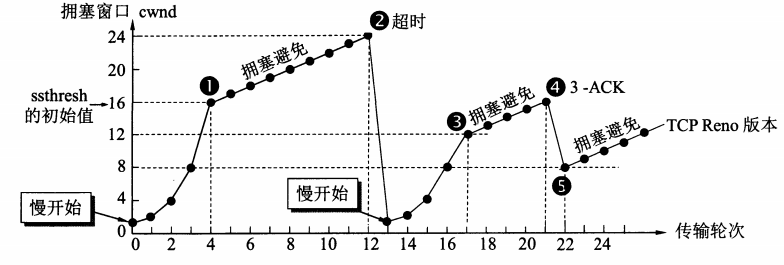 拥塞窗口 cwnd
❷ 超时
24
拥塞避免
20
❶
❹ 3 -ACK
ssthresh
的初始值
16
❸ 拥塞避免
拥塞避免
TCP Reno 版本
12
8
❺
慢开始
慢开始
4
0
0 2 4 6 8 10 12 14 16 18 20 22 24
传输轮次